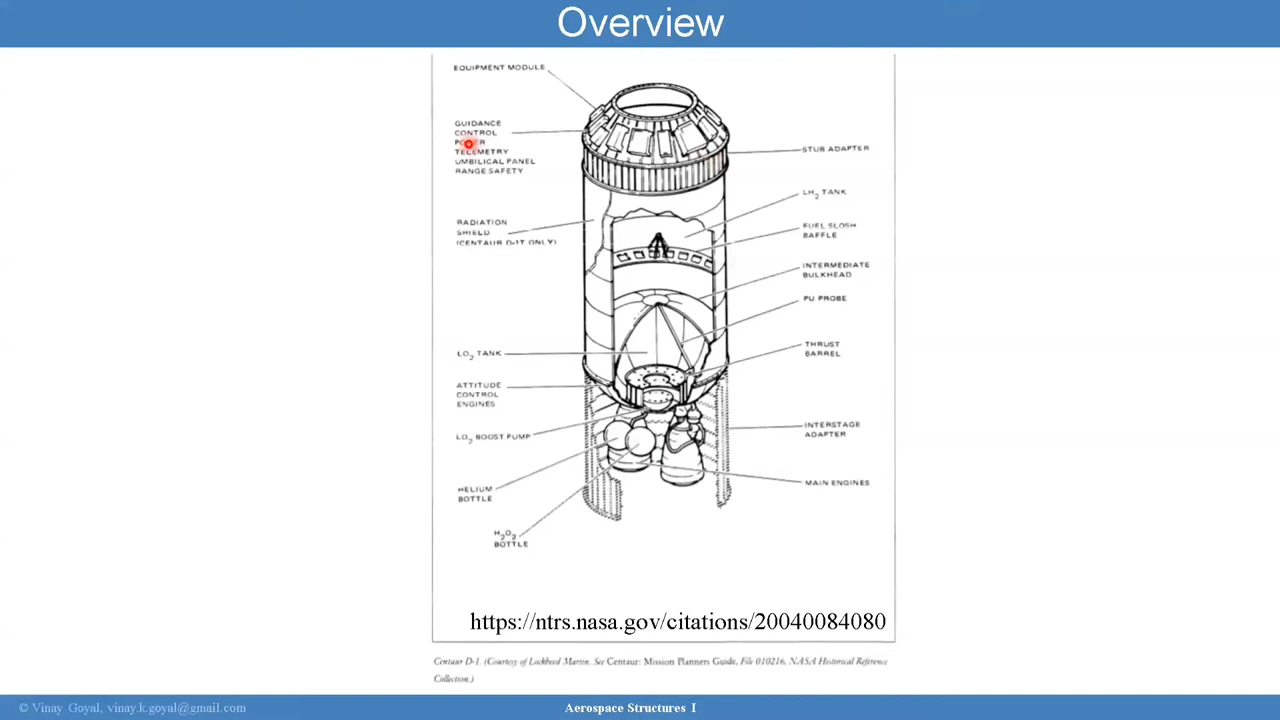 Overview
EQUIPMENT MODULE
GUIDANCE
CONTROL
POWER
TELEMETRY
UMBILICAL PANEL
RANGE SAFETY
STUB ADAPTER
LH2 TANK
RADIATION
SHIELD
(CENTAUR D-1T ONLY)
FUEL SLOSH
BAFFLE
INTERMEDIATE
BULKHEAD
PU PROBE
LO2 TANK
THRUST
BARREL
ATTITUDE
CONTROL
ENGINES
LO2 BOOST PUMP
INTERSTAGE
ADAPTER
HELIUM
BOTTLE
MAIN ENGINES
H2O2
BOTTLE
https://ntrs.nasa.gov/citations/20040084080
Centaur D-1. (Courtesy of Lockheed Martin. See Centaur: Mission Planners Guide, File 010216, NASA Historical Reference
Collection.)
© Vinay Goyal, vinay.k.goyal@gmail.com
Aerospace Structures I